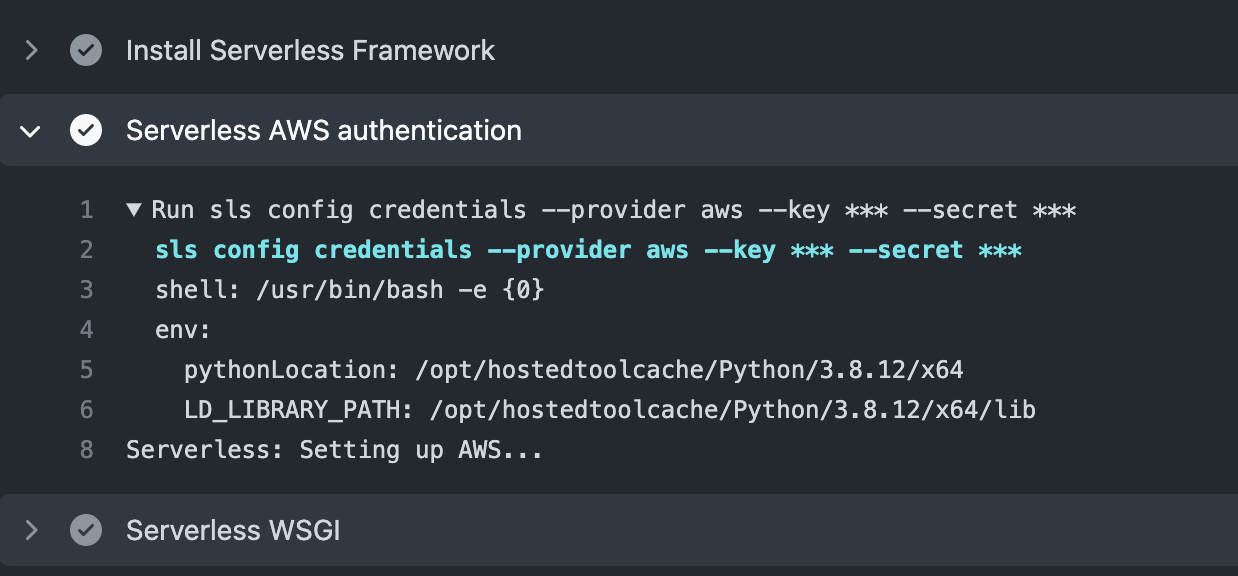 Install Serverless Framework
Serverless AWS authentication
1 ▼ Run sls config credentials --provider aws --key *** --secret ***
2 sls config credentials --provider aws --key *** --secret ***
3 shell: /usr/bin/bash -e {0}
4 env:
5 pythonLocation: /opt/hostedtoolcache/Python/3.8.12/x64
6 LD_LIBRARY_PATH: /opt/hostedtoolcache/Python/3.8.12/x64/lib
8 Serverless: Setting up AWS...
Serverless WSGI